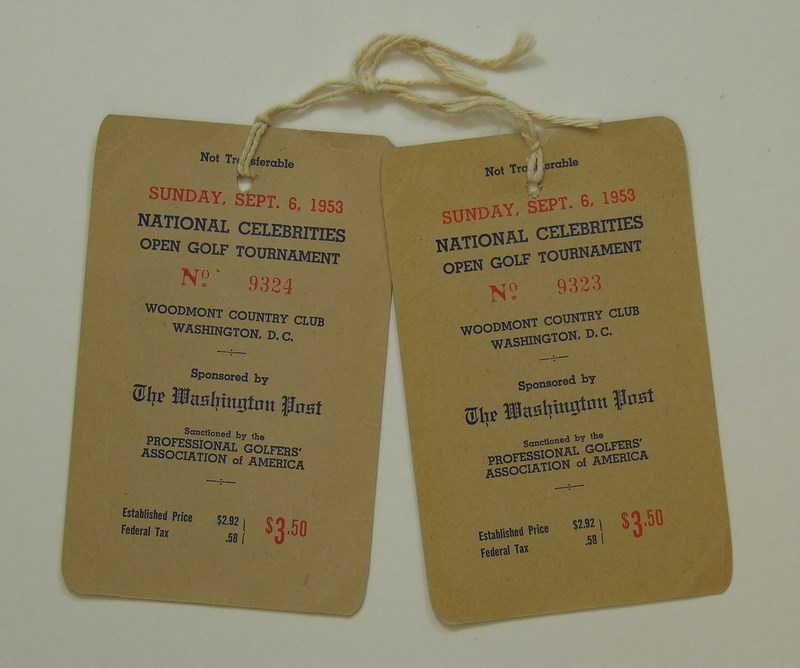 Not Transferable
SUNDAY, SEPT. 6, 1953
NATIONAL CELEBRITIES
OPEN GOLF TOURNAMENT
No. 9324
WOODMONT COUNTRY CLUB
WASHINGTON, D.C.
Sponsored by
The Washington Post
Sanctioned by the
PROFESSIONAL GOLFERS'
ASSOCIATION of AMERICA
Established Price $2.92
Federal Tax .58
$3.50
Not Transferable
SUNDAY, SEPT. 6, 1953
NATIONAL CELEBRITIES
OPEN GOLF TOURNAMENT
No. 9323
WOODMONT COUNTRY CLUB
WASHINGTON, D.C.
Sponsored by
The Washington Post
Sanctioned by the
PROFESSIONAL GOLFERS'
ASSOCIATION of AMERICA
Established Price $2.92
Federal Tax .58
$3.50